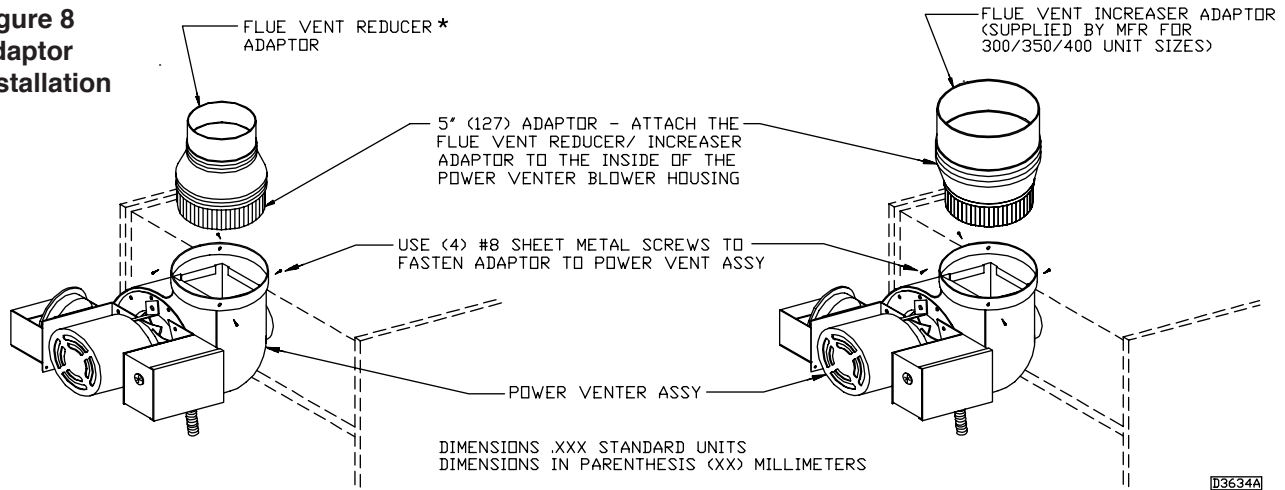 gure 8
daptor
stallation
FLUE VENT REDUCER *
ADAPTOR
FLUE VENT INCREASER ADAPTOR
(SUPPLIED BY MFR FOR
300/350/400 UNIT SIZES)
5" (127) ADAPTOR - ATTACH THE
FLUE VENT REDUCER/ INCREASER
ADAPTOR TO THE INSIDE OF THE
POWER VENTER BLOWER HOUSING
USE (4) #8 SHEET METAL SCREWS TO
FASTEN ADAPTOR TO POWER VENT ASSY
POWER VENTER ASSY
DIMENSIONS .XXX STANDARD UNITS
DIMENSIONS IN PARENTHESIS (XX) MILLIMETERS
D3634A